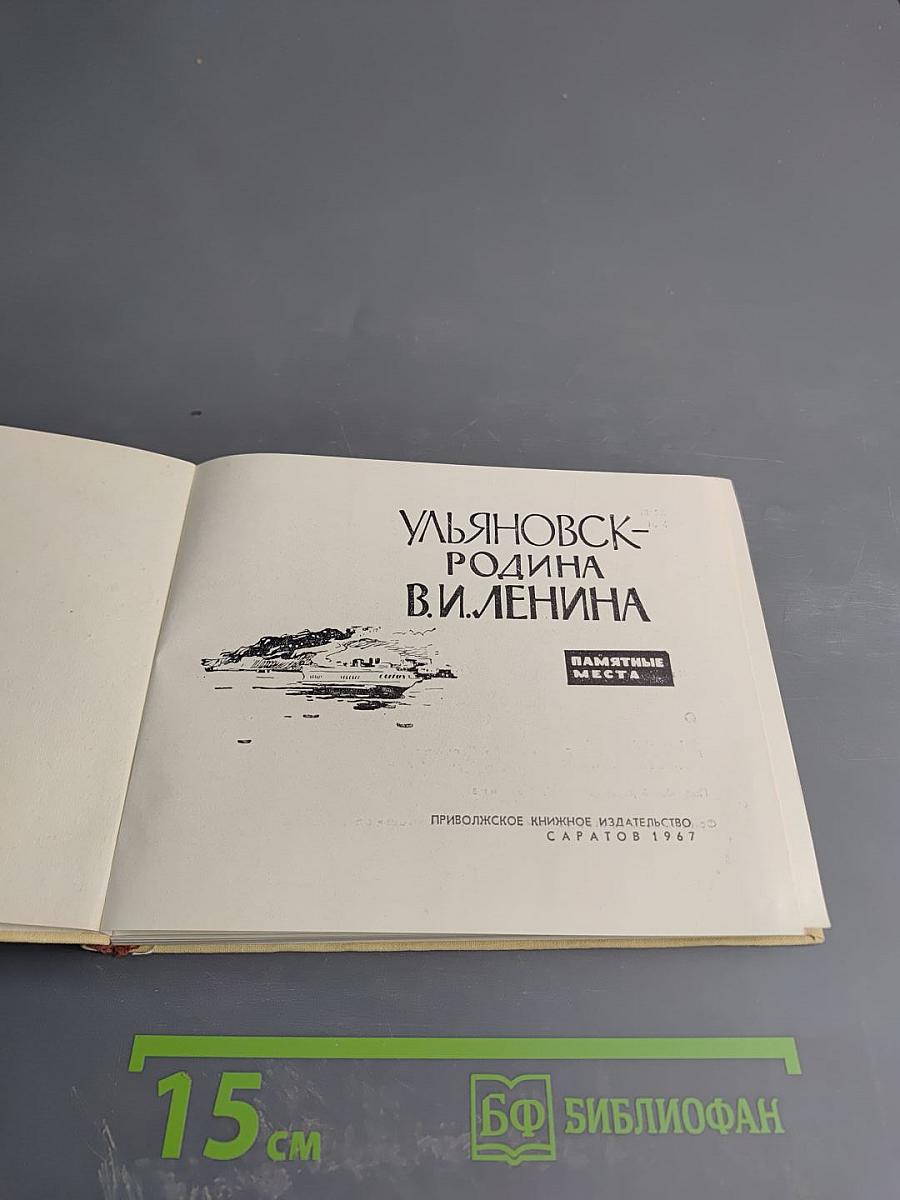 УЛЬЯНОВСК-
РОДИНА
В.И.ЛЕНИНА
ПАМЯТНЫЕ
МЕСТА
ПРИВОЛЖСКОЕ КНИЖНОЕ ИЗДАТЕЛЬСТВО
САРАТОВ 1967
15 см
БФ БИБЛИОФАН